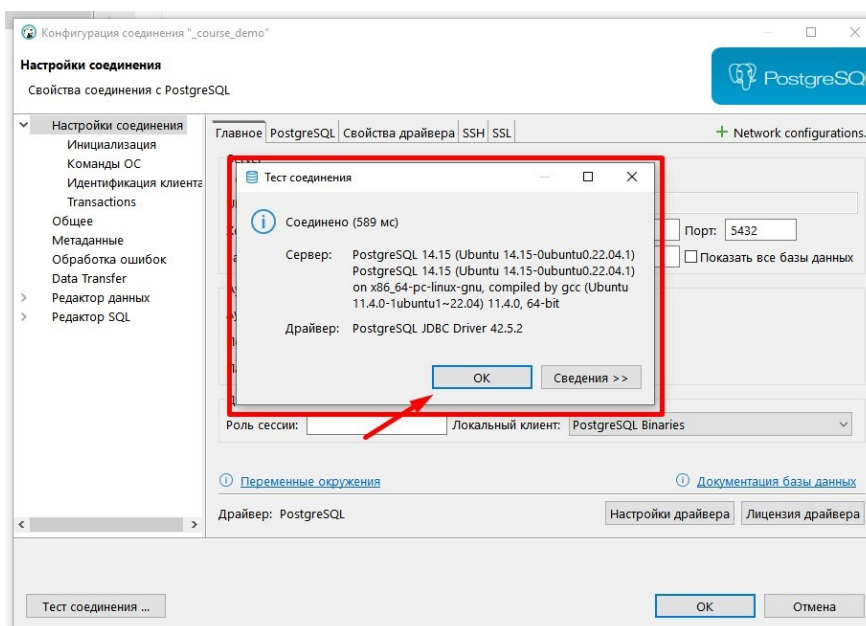 Конфигурация соединения "_course_demo"
Настройки соединения
Свойства соединения с PostgreSQL
PostgreSQ
Настройки соединения
Инициализация
Команды ОС
Идентификация клиента
Transactions
Общее
Метаданные
Обработка ошибок
Data Transfer
Редактор данных
Редактор SQL
Главное PostgreSQL Свойства драйвера SSH SSL
+ Network configurations.
Server
Тест соединения
Соединено (589 мс)
Сервер: PostgreSQL 14.15 (Ubuntu 14.15-0ubuntu0.22.04.1)
PostgreSQL 14.15 (Ubuntu 14.15-0ubuntu0.22.04.1)
on x86_64-pc-linux-gnu, compiled by gcc (Ubuntu
11.4.0-1ubuntu1~22.04) 11.4.0, 64-bit
Драйвер: PostgreSQL JDBC Driver 42.5.2
ОК Сведения >>
Порт: 5432
Показать все базы данных
Роль сессии: Локальный клиент: PostgreSQL Binaries
Переменные окружения Документация базы данных
Драйвер: PostgreSQL Настройки драйвера Лицензия драйвера
Тест соединения ... ОК Отмена